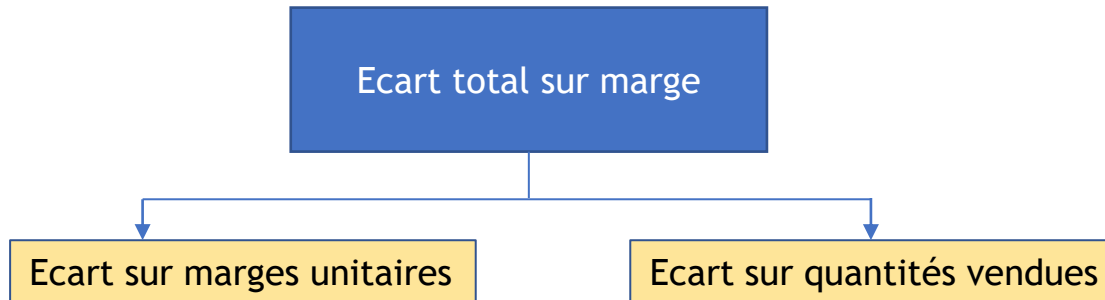 Ecart total sur marge
Ecart sur marges unitaires
Ecart sur quantités vendues